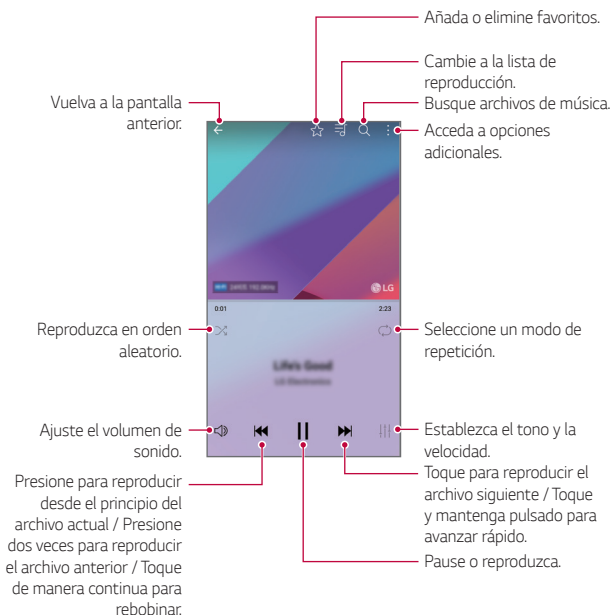 Añada o elimine favoritos.
Cambie a la lista de
reproducción.
Busque archivos de música.
Acceda a opciones
adicionales.
Vuelva a la pantalla
anterior.
LG
0:01
2:23
Reproduzca en orden
aleatorio.
Seleccione un modo de
repetición.
Life's Good
LG Electronics
Ajuste el volumen de
sonido.
Establezca el tono y la
velocidad.
Presione para reproducir
desde el principio del
archivo actual / Presione
dos veces para reproducir
el archivo anterior / Toque
de manera continua para
rebobinar.
Toque para reproducir el
archivo siguiente / Toque
y mantenga pulsado para
avanzar rápido.
Pause o reproduzca.